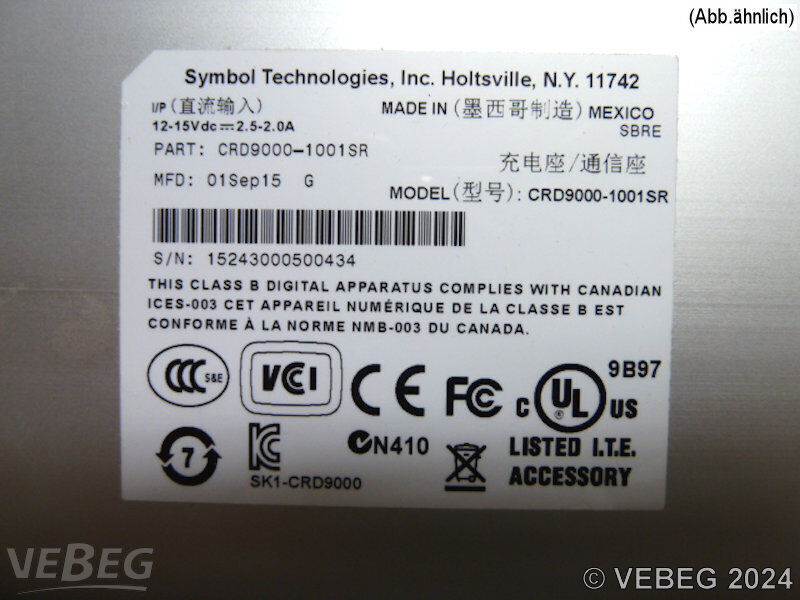 (Abb.ähnlich)
Symbol Technologies, Inc. Holtsville, N.Y. 11742
I/P (直流输入)
12-15Vdc⎓2.5-2.0A
MADE IN (墨西哥制造) MEXICO
SBRE
PART: CRD9000-1001SR
充电座/通信座
MFD: 01Sep15 G
MODEL(型号): CRD9000-1001SR
S/N: 15243000500434
THIS CLASS B DIGITAL APPARATUS COMPLIES WITH CANADIAN
ICES-003 CET APPAREIL NUMÉRIQUE DE LA CLASSE B EST
CONFORME À LA NORME NMB-003 DU CANADA.
CCC S&E VCCI CE FCC c UL US 9B97
7 KC N410
SK1-CRD9000
LISTED I.T.E.
ACCESSORY
VEBEG
© VEBEG 2024